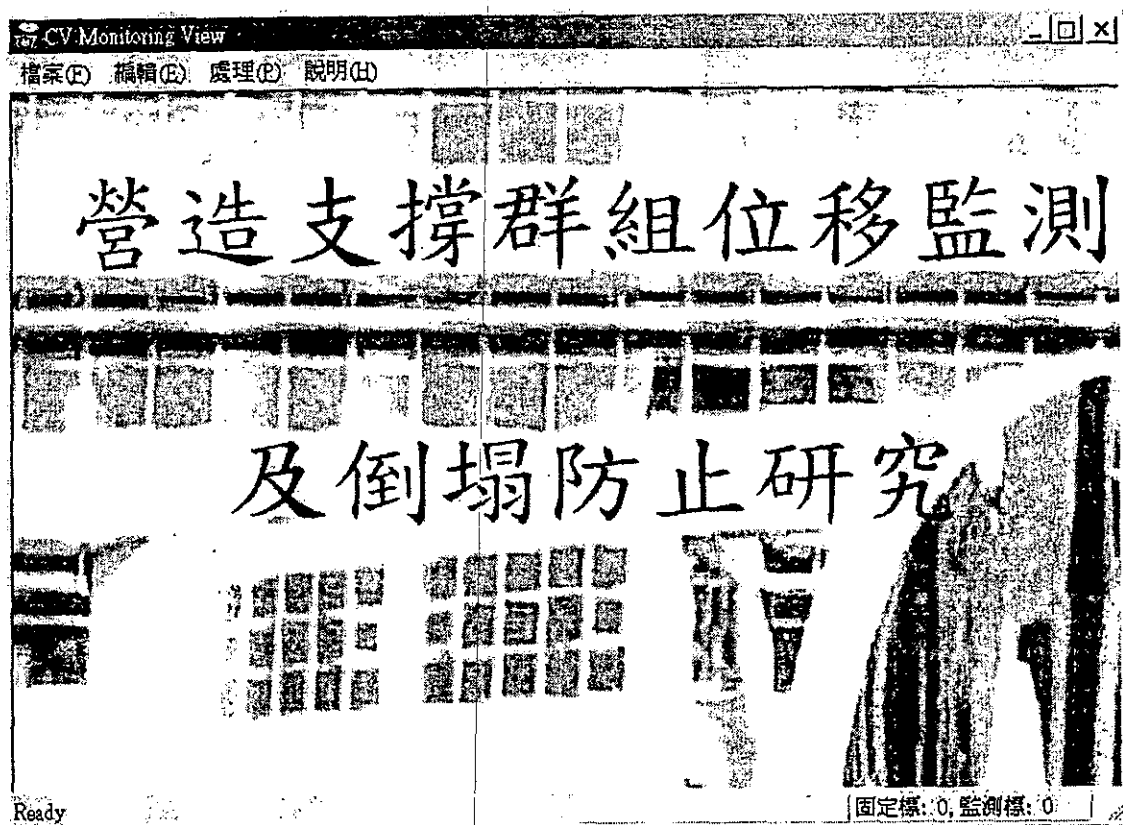 CV Monitoring View
檔案(F) 編輯(E) 處理(P) 說明(H)
營造支撐群組位移監測
及倒塌防止研究
Ready
固定標: 0, 監測標: 0